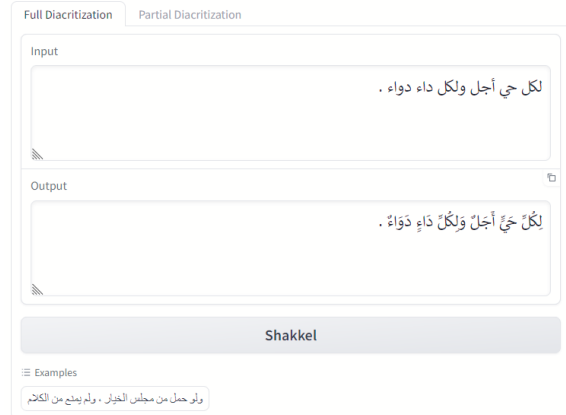 Full Diacritization
Partial Diacritization
Input
لكل حي أجل ولكل داء دواء .
Output
لِكُلِّ حَيٍّ أَجَلٌ وَلِكُلِّ دَاءٍ دَوَاءٌ .
Shakkel
Examples
ولو حمل من مجلس الخيار ، ولم يمنع من الكلام